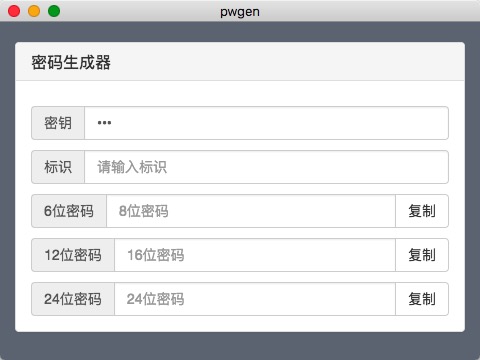 pwgen
密码生成器
密钥 •••
标识 请输入标识
6位密码 8位密码 复制
12位密码 16位密码 复制
24位密码 24位密码 复制